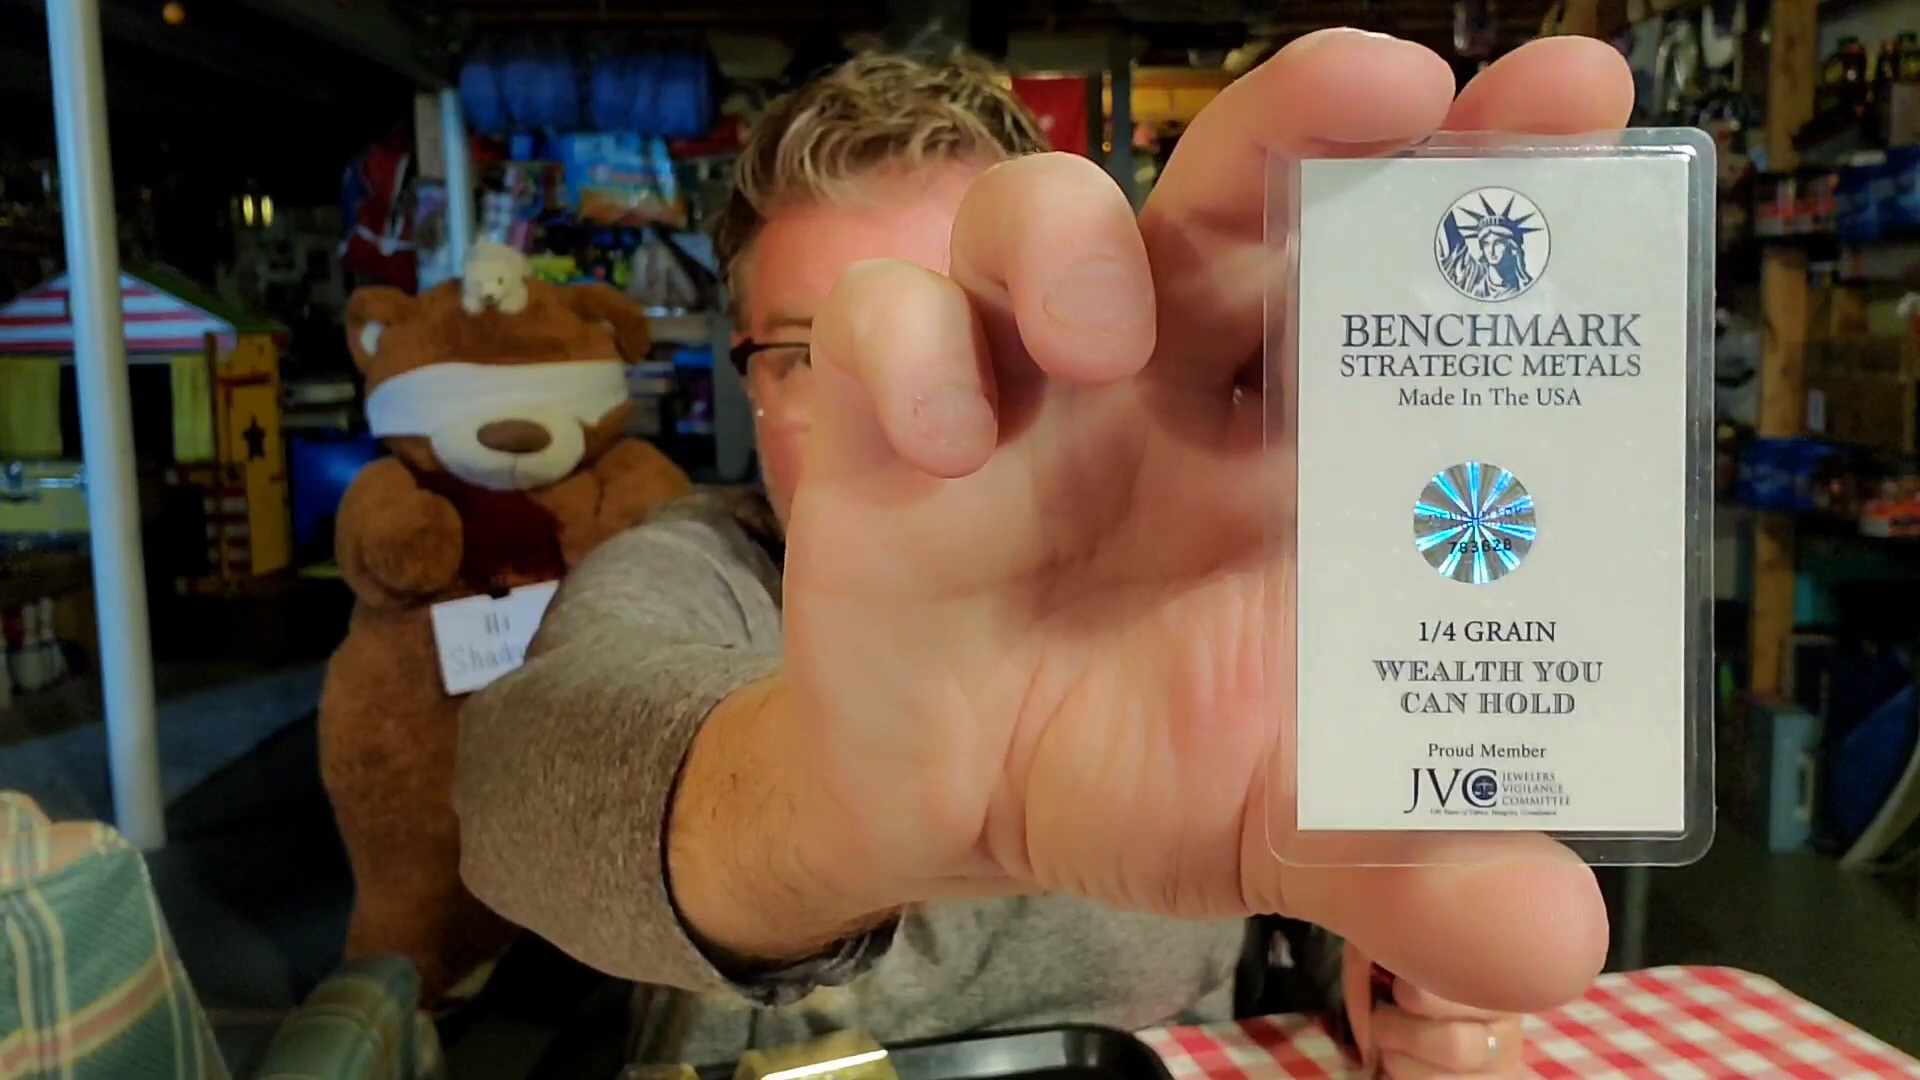 BENCHMARK
STRATEGIC METALS
Made In The USA
783628
1/4 GRAIN
WEALTH YOU
CAN HOLD
Proud Member
JVC JEWELERS
VIGILANCE
COMMITTEE
Hi
Shady